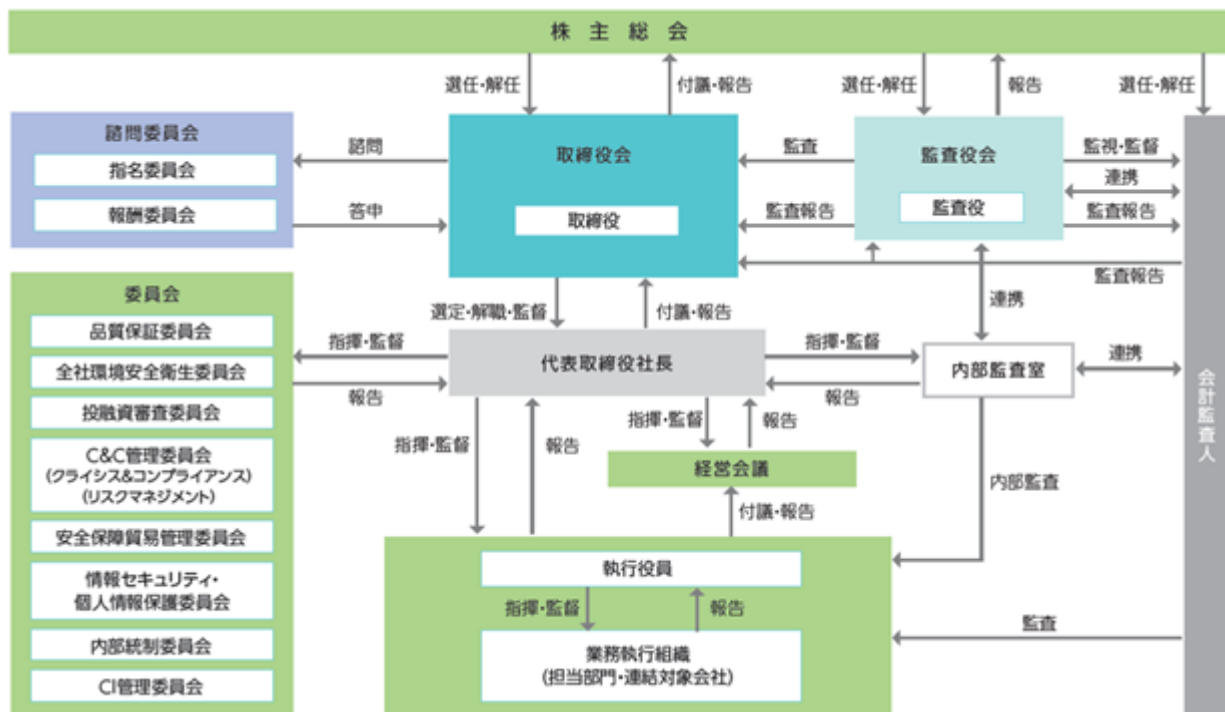 株主総会
選任・解任
付議・報告
選任・解任
報告
選任・解任
諮問委員会
指名委員会
報酬委員会
諮問
答申
取締役会
取締役
監査
監査報告
監査役会
監査役
監視・監督
連携
監査報告
監査報告
連携
会計監査人
委員会
品質保証委員会
全社環境安全衛生委員会
投融資審査委員会
C&C管理委員会
(クライシス&コンプライアンス)
(リスクマネジメント)
安全保障貿易管理委員会
情報セキュリティ・
個人情報保護委員会
内部統制委員会
CI管理委員会
選定・解職・監督
付議・報告
指揮・監督
報告
代表取締役社長
指揮・監督
報告
内部監査室
連携
指揮・監督
報告
指揮・監督
報告
経営会議
付議・報告
内部監査
執行役員
指揮・監督
報告
業務執行組織
(担当部門・連結対象会社)
監査